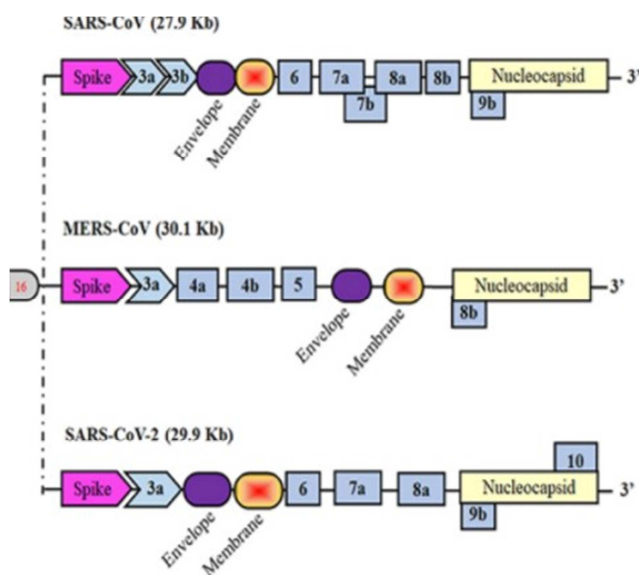 SARS-CoV (27.9 Kb)
Spike 3a 3b 6 7a 8a 8b Nucleocapsid 3'
7b 9b
Envelope
Membrane
MERS-CoV (30.1 Kb)
16 Spike 3a 4a 4b 5 Nucleocapsid 3'
8b
Envelope
Membrane
SARS-CoV-2 (29.9 Kb)
10
Spike 3a 6 7a 8a Nucleocapsid 3'
9b
Envelope
Membrane